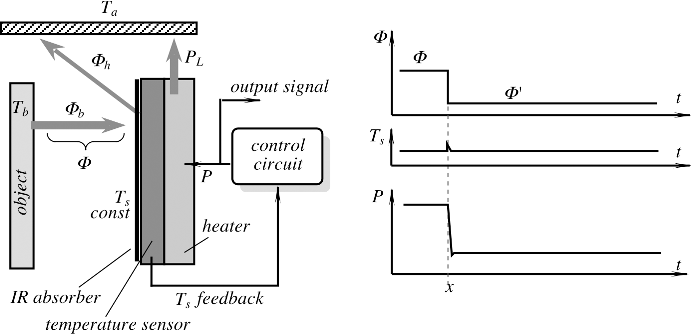 T_a
Φ_h
P_L
T_b
Φ_b
Φ
object
T_s
const
output signal
control
circuit
P
heater
IR absorber
T_s feedback
temperature sensor
Φ
Φ
Φ'
t
T_s
t
P
t
x